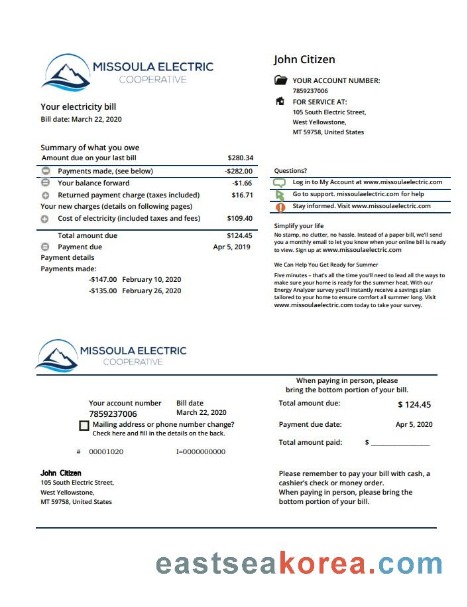 MISSOULA ELECTRIC
COOPERATIVE
Your electricity bill
Bill date: March 22, 2020
John Citizen
YOUR ACCOUNT NUMBER:
7859237006
FOR SERVICE AT:
105 South Electric Street,
West Yellowstone,
MT 59758, United States
Summary of what you owe
Amount due on your last bill $280.34
Payments made, (see below) -$282.00
Your balance forward -$1.66
Returned payment charge (taxes included) $16.71
Your new charges (details on following pages)
Cost of electricity (included taxes and fees) $109.40
Total amount due $124.45
Payment due Apr 5, 2019
Payment details
Payments made:
-$147.00 February 10, 2020
-$135.00 February 26, 2020
Questions?
Log in to My Account at www.missoulaelectric.com
Go to support. missoulaelectric.com for help
Stay informed. Visit www.missoulaelectric.com
Simplify your life
No stamp, no clutter, no hassle. Instead of a paper bill, we'll send
you a monthly email to let you know when your online bill is ready
to view. Sign up at www.missoulaelectric.com
We Can Help You Get Ready for Summer
Five minutes – that's all the time you'll need to lead all the ways to
make sure your home is ready for the summer heat. With our
Energy Analyzer survey you'll instantly receive a savings plan
tailored to your home to ensure comfort all summer long. Visit
www.missoulaelectric.com today to take your survey.
MISSOULA ELECTRIC
COOPERATIVE
When paying in person, please
bring the bottom portion of your bill.
Your account number Bill date
7859237006 March 22, 2020
Mailing address or phone number change?
Check here and fill in the details on the back.
# 00001020 I=0000000000
Total amount due: $ 124.45
Payment due date: Apr 5, 2020
Total amount paid: $ ____________
John Citizen
105 South Electric Street,
West Yellowstone,
MT 59758, United States
Please remember to pay your bill with cash, a
cashier's check or money order.
When paying in person, please bring the
bottom portion of your bill.
eastseakorea.com